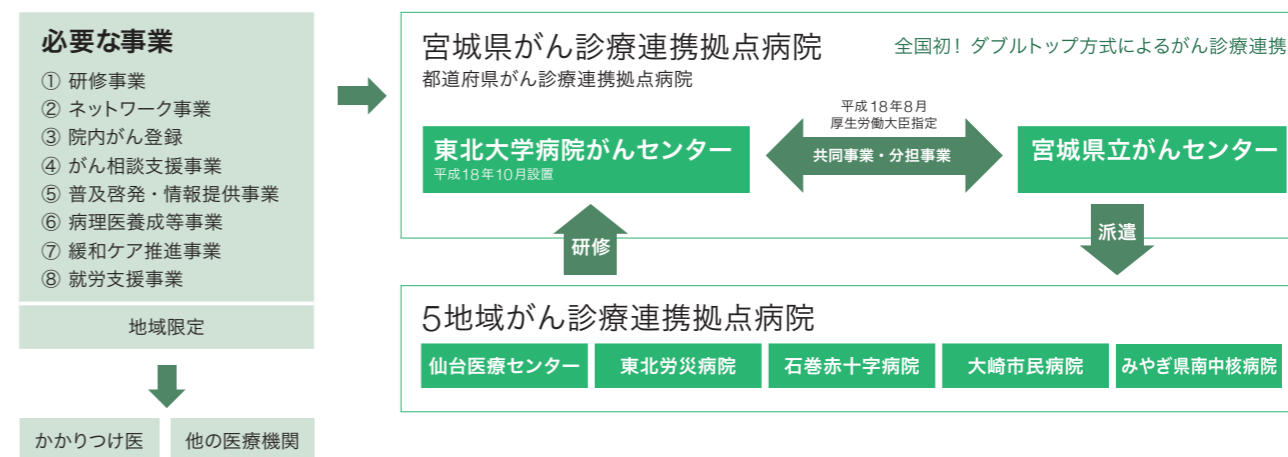 必要な事業
① 研修事業
② ネットワーク事業
③ 院内がん登録
④ がん相談支援事業
⑤ 普及啓発・情報提供事業
⑥ 病理医養成等事業
⑦ 緩和ケア推進事業
⑧ 就労支援事業
地域限定
かかりつけ医
他の医療機関
宮城県がん診療連携拠点病院
全国初！ダブルトップ方式によるがん診療連携
都道府県がん診療連携拠点病院
東北大学病院がんセンター
平成18年10月設置
平成18年8月
厚生労働大臣指定
共同事業・分担事業
宮城県立がんセンター
研修
派遣
5地域がん診療連携拠点病院
仙台医療センター
東北労災病院
石巻赤十字病院
大崎市民病院
みやぎ県南中核病院